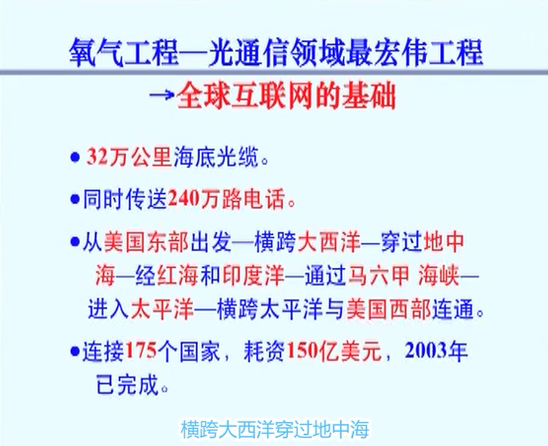 氧气工程—光通信领域最宏伟工程
→全球互联网的基础
●32万公里海底光缆。
●同时传送240万路电话。
●从美国东部出发—横跨大西洋—穿过地中
海—经红海和印度洋—通过马六甲 海峡—
进入太平洋—横跨太平洋与美国西部连通。
●连接175个国家，耗资150亿美元，2003年
已完成。
横跨大西洋穿过地中海